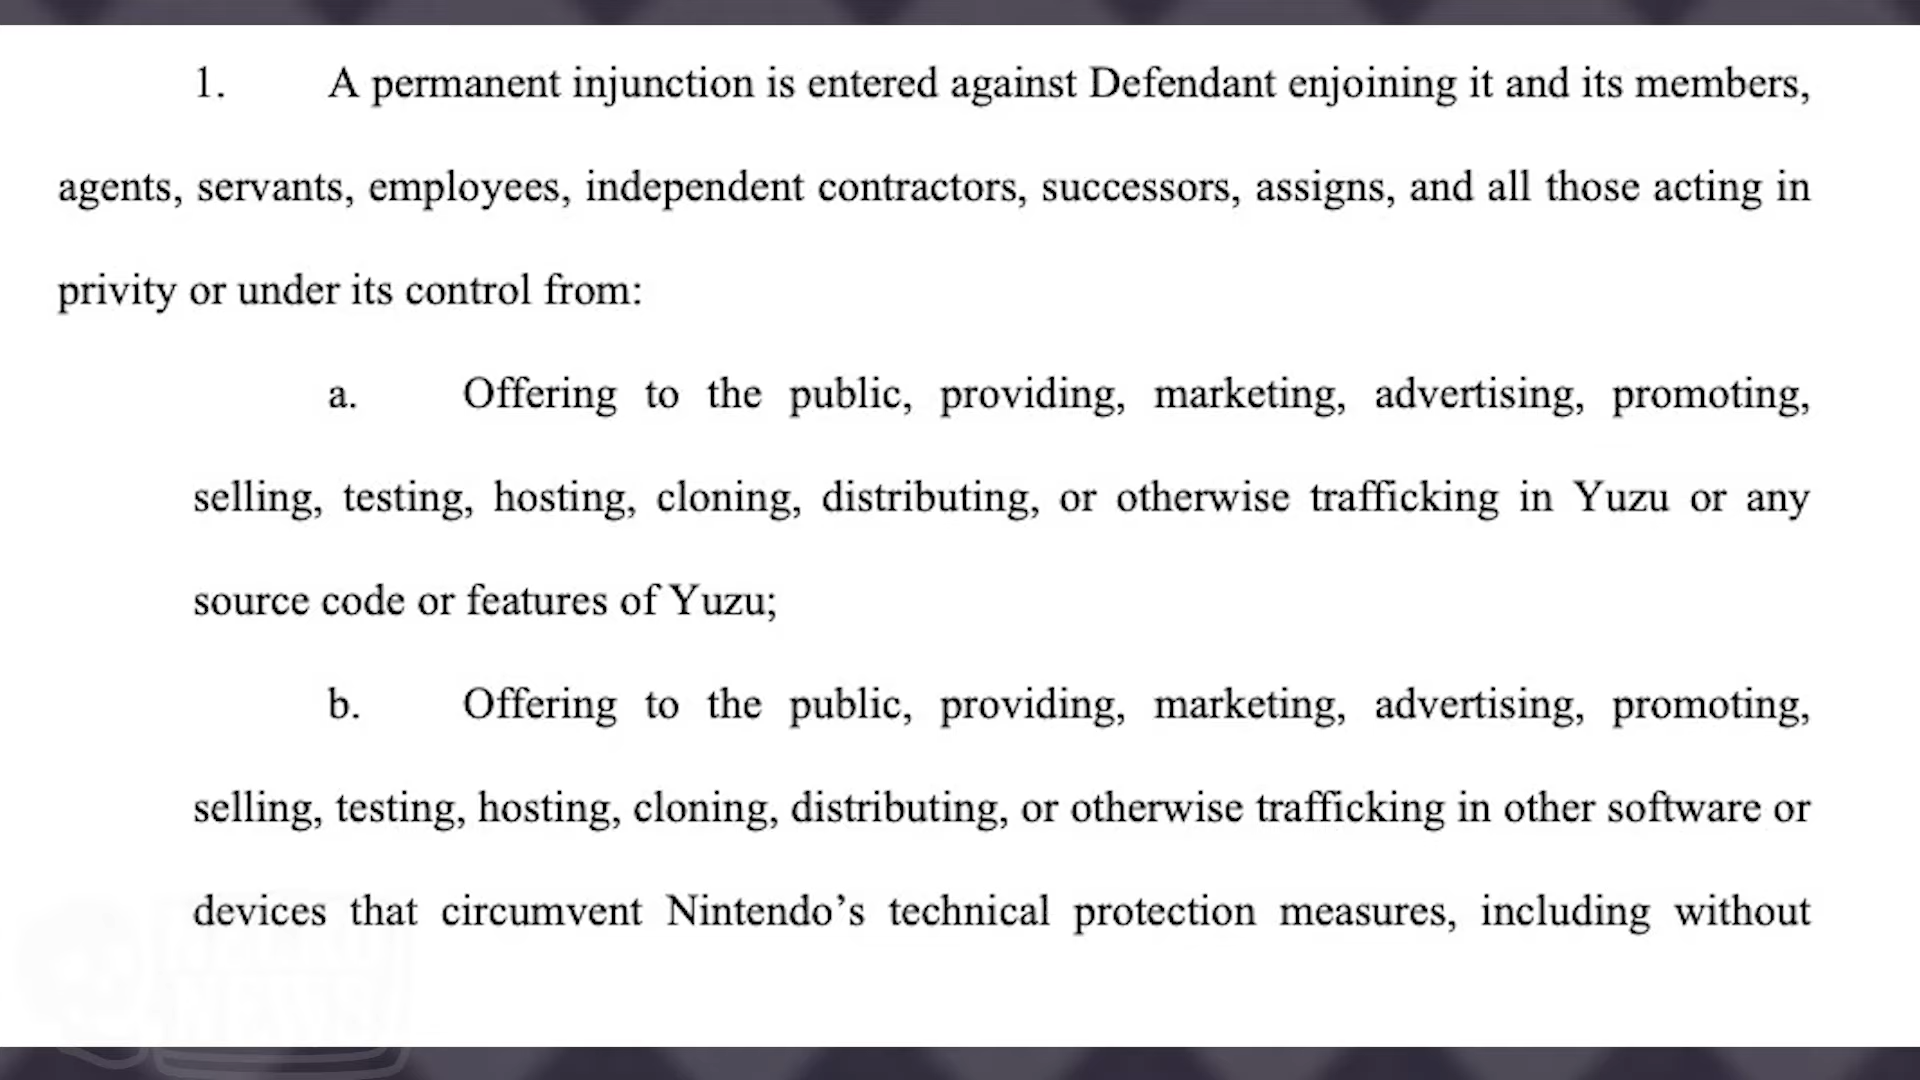 1. A permanent injunction is entered against Defendant enjoining it and its members,
agents, servants, employees, independent contractors, successors, assigns, and all those acting in
privity or under its control from:
a. Offering to the public, providing, marketing, advertising, promoting,
selling, testing, hosting, cloning, distributing, or otherwise trafficking in Yuzu or any
source code or features of Yuzu;
b. Offering to the public, providing, marketing, advertising, promoting,
selling, testing, hosting, cloning, distributing, or otherwise trafficking in other software or
devices that circumvent Nintendo’s technical protection measures, including without
NEWS